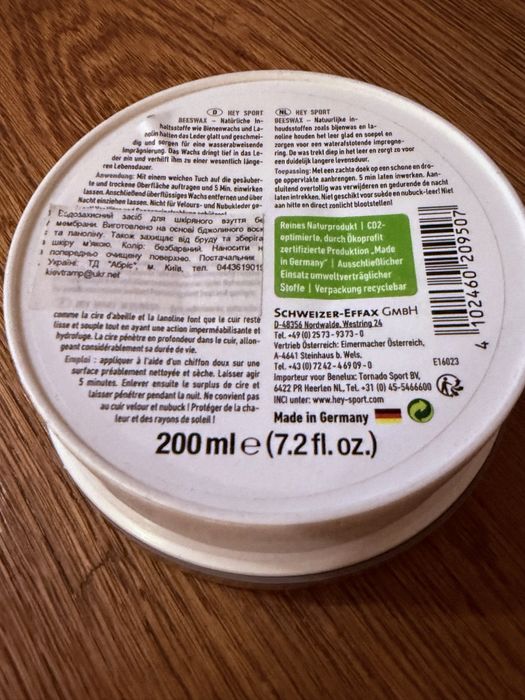 D HEY SPORT
BEESWAX – Natürliche In-
haltsstoffe wie Bienenwachs und La-
nolin halten das Leder glatt und geschmei-
dig und sorgen für eine wasserabweisende
Imprägnierung. Das Wachs dringt tief in das Le-
der ein und verhilft ihm zu einer wesentlich länge-
ren Lebensdauer.
Anwendung: Mit einem weichen Tuch auf die gesäuber-
te und trockene Oberfläche auftragen und 5 Min. einwirken
lassen. Anschließend überflüssiges Wachs entfernen und über
Nacht einziehen lassen. Nicht für Velours- und Nubukleder ge-
Водозахисний засіб для шкіряного взуття бе
мембрани. Виготовлено на основі бджолиного воск
та ланоліну. Також захищає від бруду та зберіга
шкіру м'якою. Колір: безбарвний. Наносити н
попередньо очищену поверхню. Постачальник
Україні: ТД "Абріс", м. Київ, тел. 0443619019
kievtramp@ukr.net
comme la cire d'abeille et la lanoline font que le cuir reste
lisse et souple tout en ayant une action imperméabilisante et
hydrofuge. La cire pénètre en profondeur dans le cuir, allon-
geant considérablement sa durée de vie.
Emploi : appliquer à l'aide d'un chiffon doux sur une
surface préalablement nettoyée et sèche. Laisser agir
5 minutes. Enlever ensuite le surplus de cire et
laisser pénétrer pendant la nuit. Ne convient pas
au cuir velours et nubuck ! Protéger de la cha-
leur et des rayons de soleil !
NL HEY SPORT
BEESWAX – Natuurlijke in-
houdsstoffen zoals bijenwas en la-
noline houden het leer glad en soepel en
zorgen voor een waterafstotende impregne-
ring. De was trekt diep in het leer en zorgt zo voor
een duidelijk langere levensduur.
Toepassing: Met een zachte doek op een schone en dro-
ge oppervlakte aanbrengen. 5 min laten inwerken. Aan-
sluitend overtollig was verwijderen en gedurende de nacht
laten intrekken. Niet geschikt voor suède en nubuck-leer! Niet
aan hitte en direct zonlicht blootstellen!
Reines Naturprodukt | CO2-
optimierte, durch Ökoprofit
zertifizierte Produktion „Made
in Germany" | Ausschließlicher
Einsatz umweltverträglicher
Stoffe | Verpackung recycelbar
SCHWEIZER-EFFAX GMBH
D-48356 Nordwalde, Westring 24
Tel. +49 (0) 25 73 - 93 73 - 0
Vertrieb Österreich: Eimermacher Österreich,
A-4641 Steinhaus b. Wels,
Tel. +43 (0) 72 42 - 4 69 09 - 0
Importeur voor Benelux: Tornado Sport BV,
6422 PR Heerlen NL, Tel. +31 (0) 45-5466600
INCI unter: www.hey-sport.com
Made in Germany
E16023
4 102460 209507
200 ml e (7.2 fl. oz.)